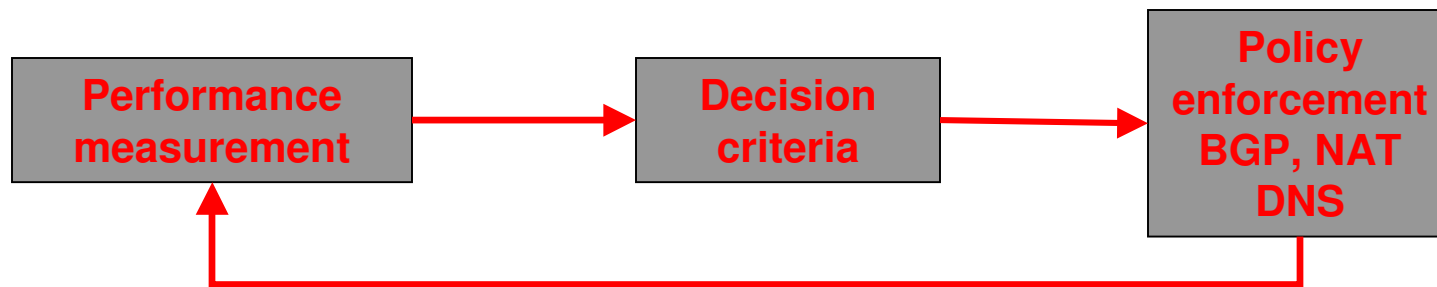 Performance
measurement
Decision
criteria
Policy
enforcement
BGP, NAT
DNS